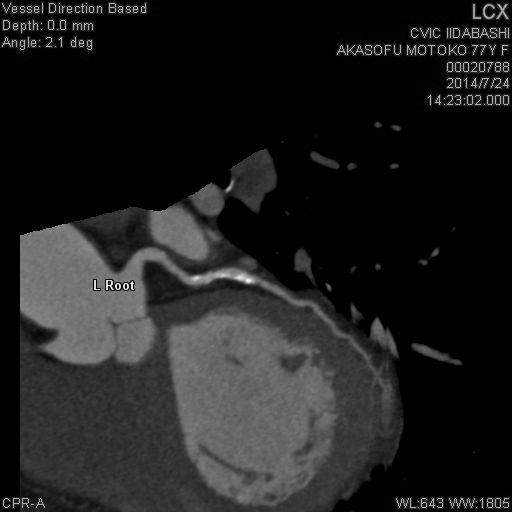 Vessel Direction Based
Depth: 0.0 mm
Angle: 2.1 deg
LCX
CVIC IIDABASHI
AKASOFU MOTOKO 77Y F
00020788
2014/7/24
14:23:02.000
L Root
CPR-A
WL:643 WW:1805